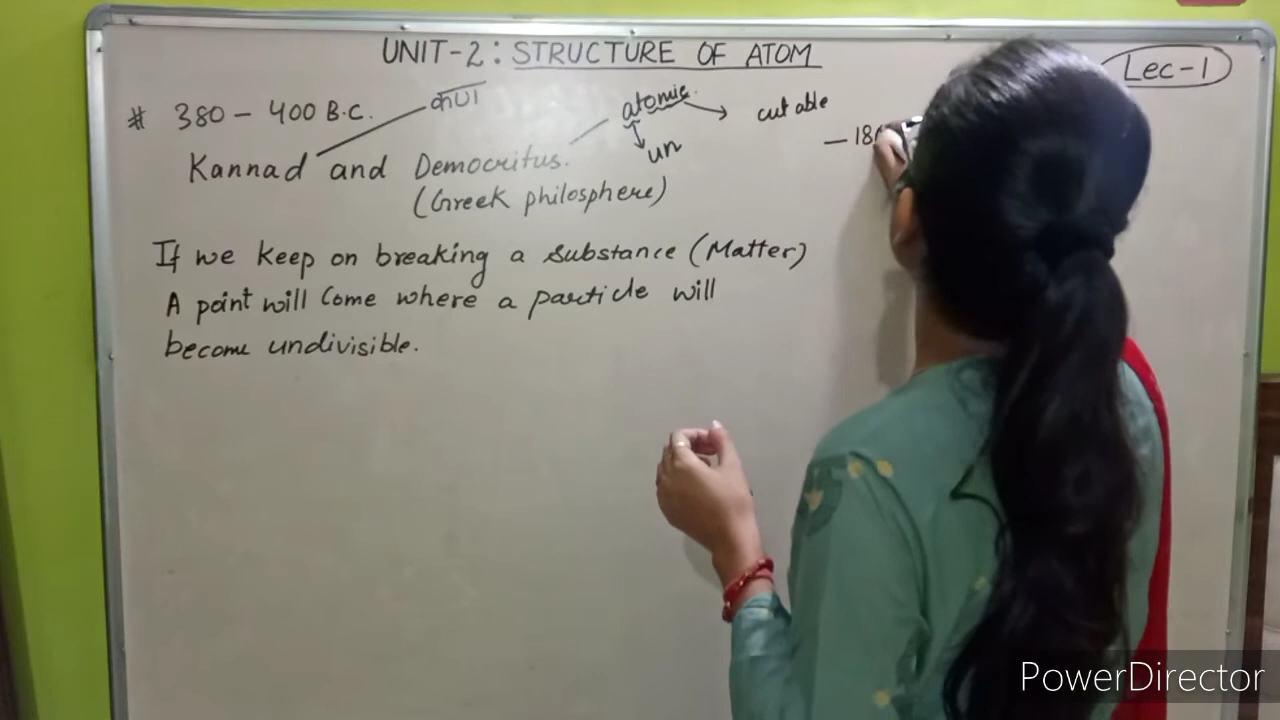 UNIT-2: STRUCTURE OF ATOM
Lec-1
# 380 - 400 B.C.
कण
atomic
cut able
un
Kannad and Democritus.
(Greek philosphere)
If we keep on breaking a substance (Matter)
A point will Come where a particle will
become undivisible.
PowerDirector